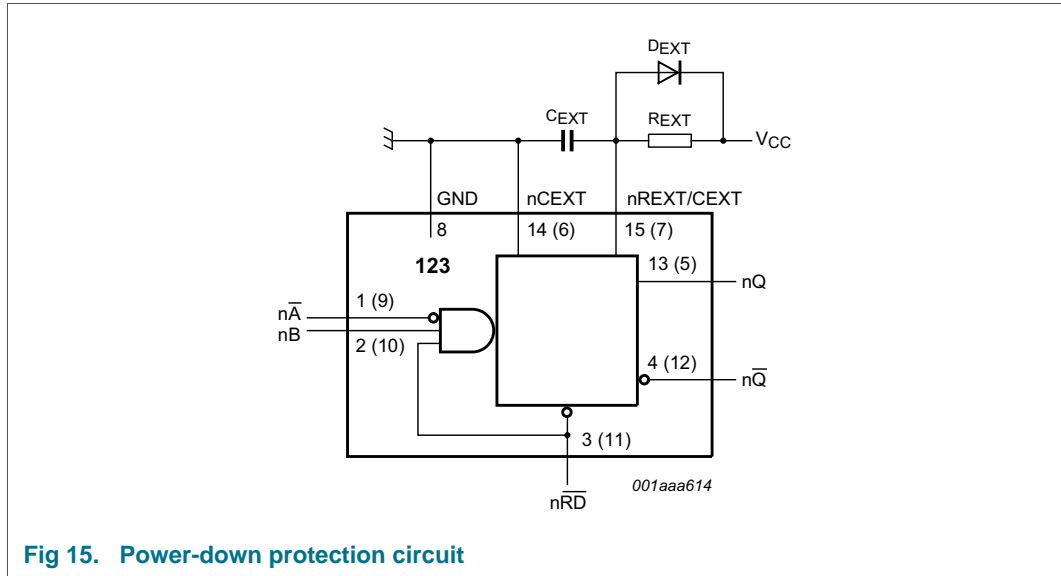 DEXT
CEXT
REXT
VCC
GND
nCEXT
nREXT/CEXT
8
14 (6)
15 (7)
123
13 (5)
nQ
1 (9)
nA̅
nB
2 (10)
4 (12)
nQ̅
3 (11)
001aaa614
nR̅D̅
Fig 15. Power-down protection circuit